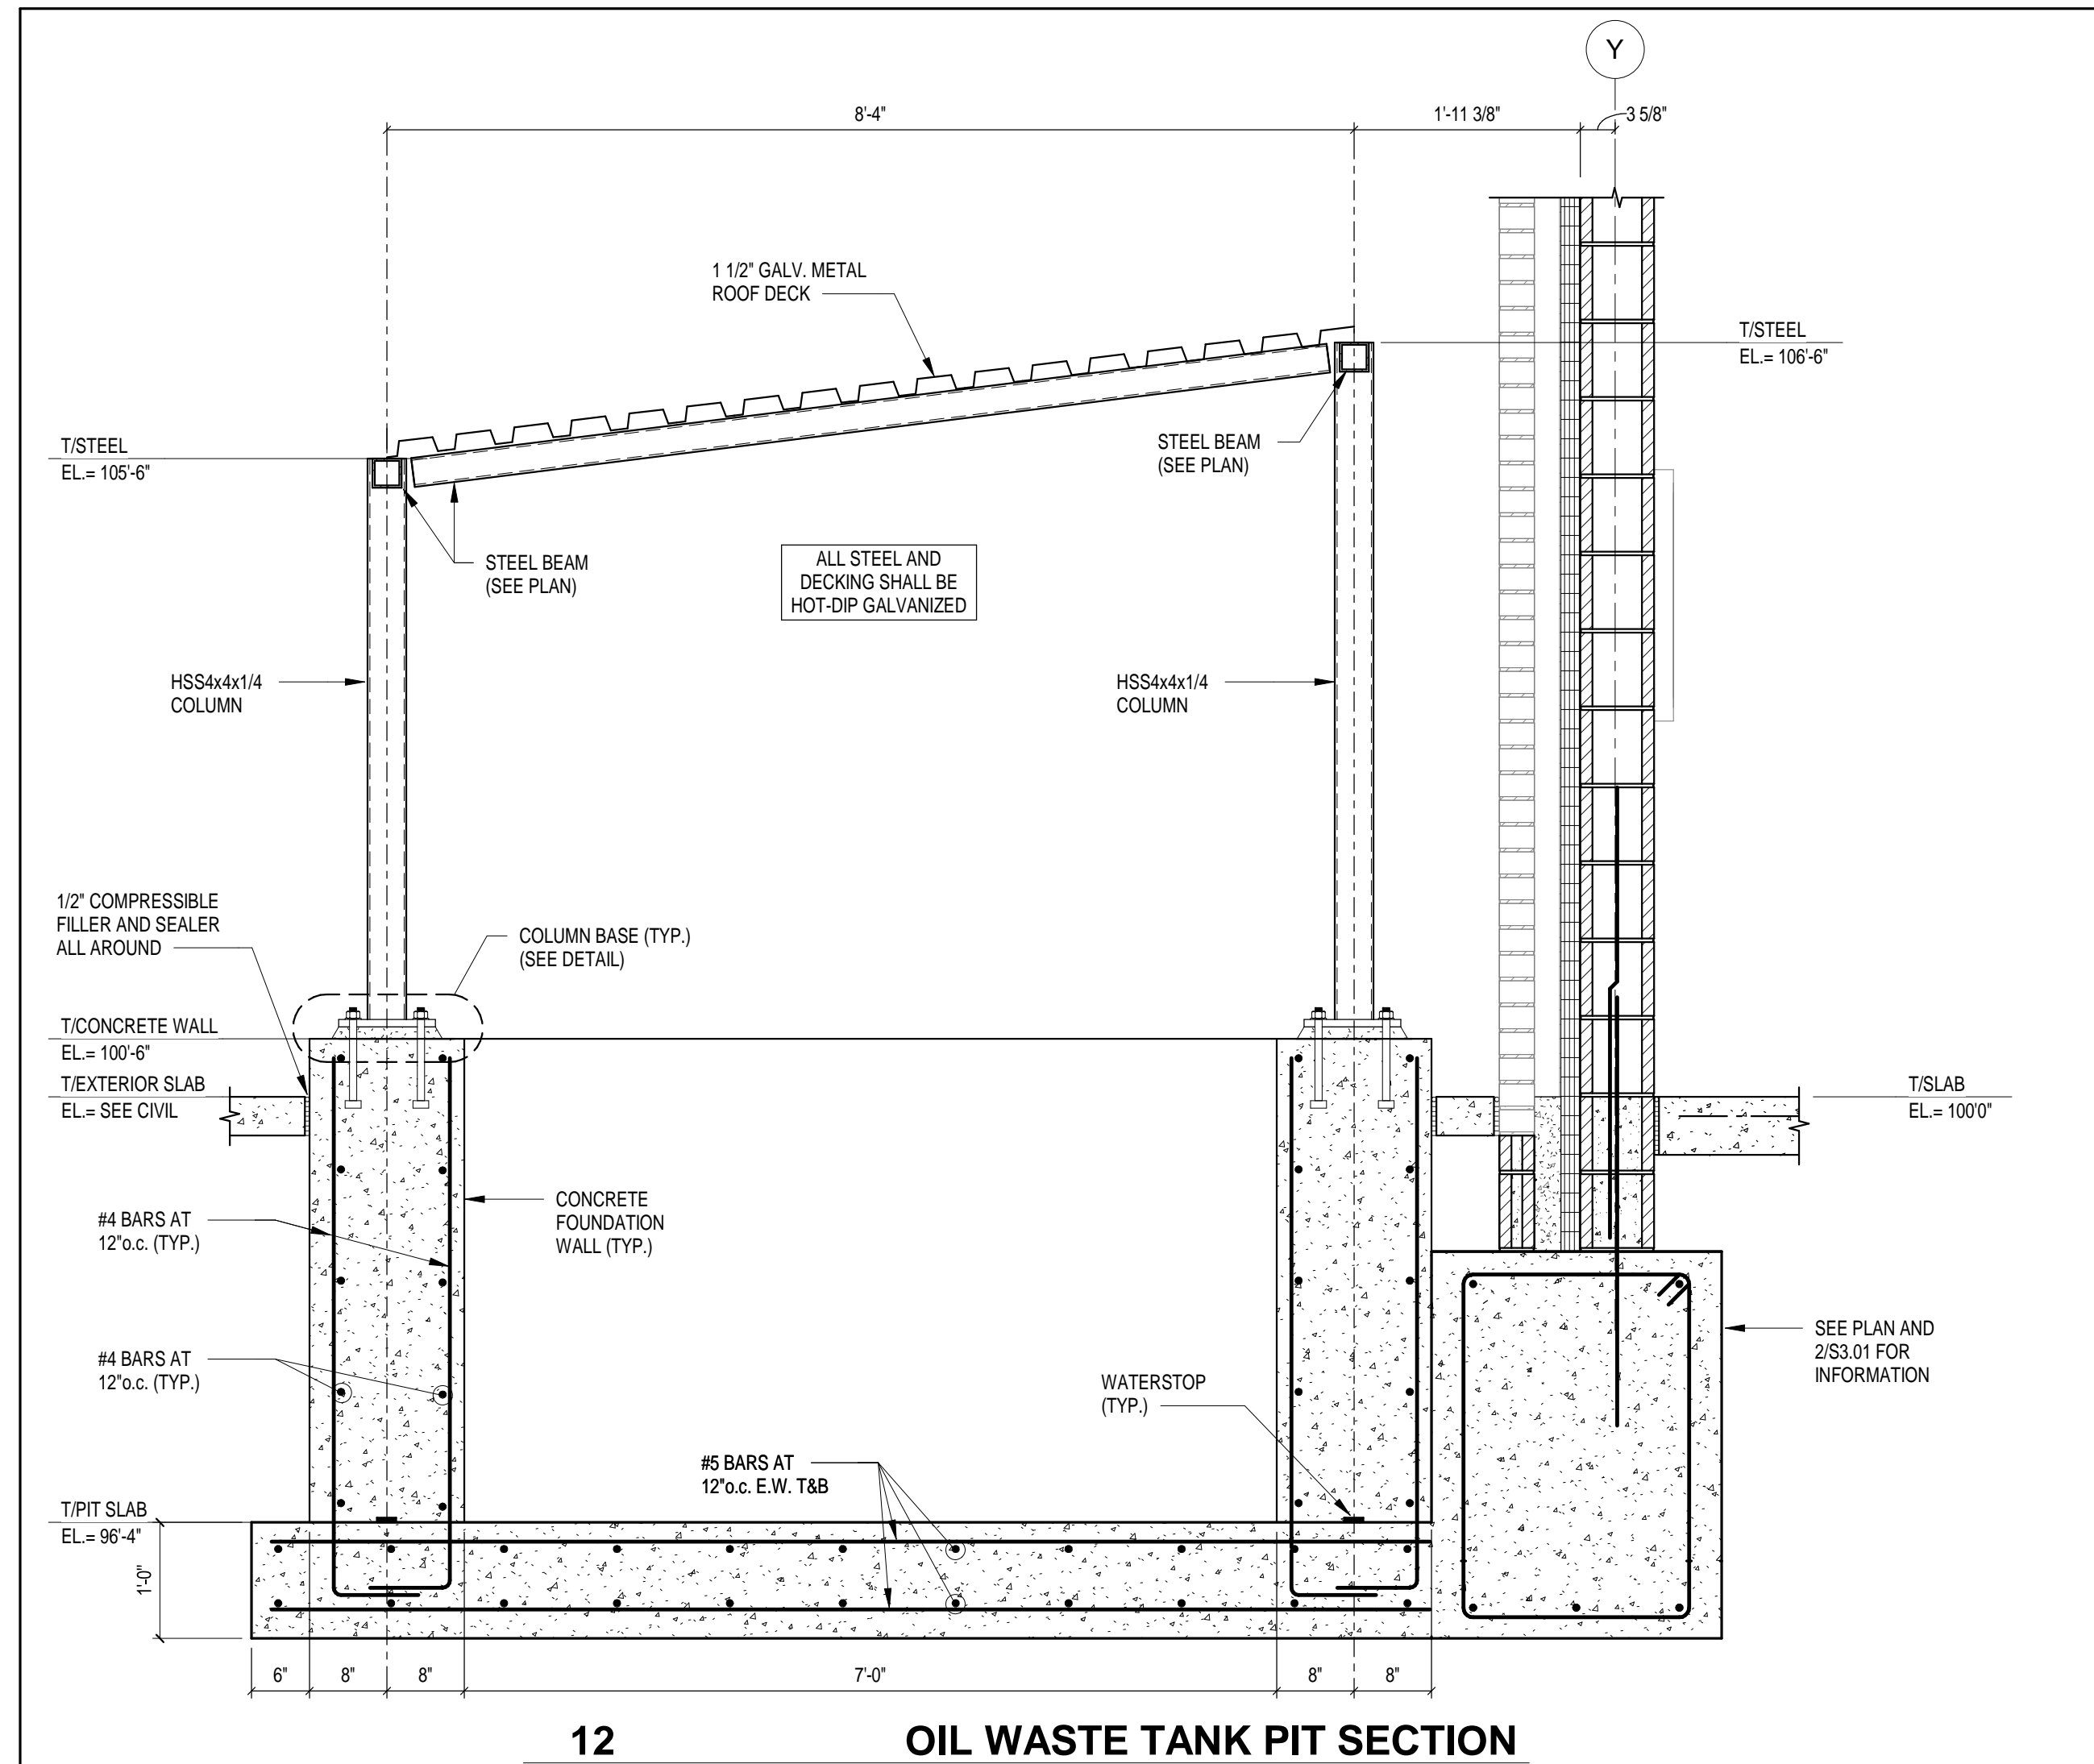 Y
8'-4"
1'-11 3/8"
3 5/8"
1 1/2" GALV. METAL
ROOF DECK
T/STEEL
EL.= 106'-6"
T/STEEL
EL.= 105'-6"
STEEL BEAM
(SEE PLAN)
STEEL BEAM
(SEE PLAN)
ALL STEEL AND
DECKING SHALL BE
HOT-DIP GALVANIZED
HSS4x4x1/4
COLUMN
HSS4x4x1/4
COLUMN
1/2" COMPRESSIBLE
FILLER AND SEALER
ALL AROUND
COLUMN BASE (TYP.)
(SEE DETAIL)
T/CONCRETE WALL
EL.= 100'-6"
T/EXTERIOR SLAB
EL.= SEE CIVIL
T/SLAB
EL.= 100'0"
CONCRETE
FOUNDATION
WALL (TYP.)
#4 BARS AT
12"o.c. (TYP.)
#4 BARS AT
12"o.c. (TYP.)
SEE PLAN AND
2/S3.01 FOR
INFORMATION
WATERSTOP
(TYP.)
#5 BARS AT
12"o.c. E.W. T&B
T/PIT SLAB
EL.= 96'-4"
1'-0"
6"
8"
8"
7'-0"
8"
8"
12
OIL WASTE TANK PIT SECTION